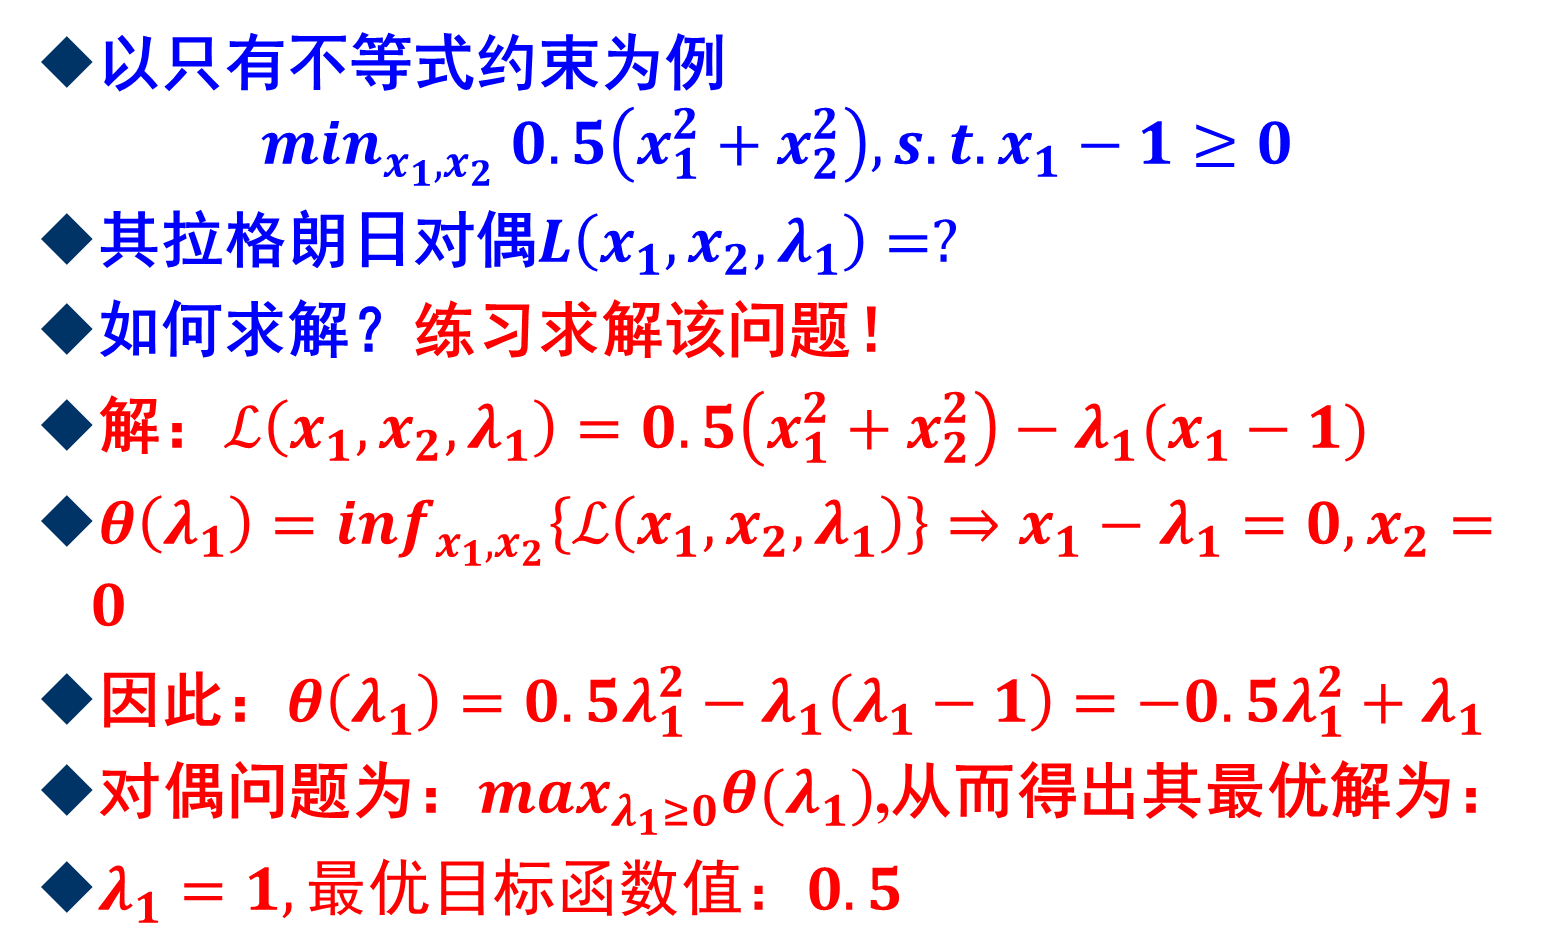 ◆以只有不等式约束为例
min_{x_1,x_2} 0.5(x_1^2 + x_2^2), s.t. x_1 − 1 ≥ 0
◆其拉格朗日对偶L(x_1, x_2, λ_1) =?
◆如何求解？练习求解该问题！
◆解：ℒ(x_1, x_2, λ_1) = 0.5(x_1^2 + x_2^2) − λ_1(x_1 − 1)
◆θ(λ_1) = inf_{x_1,x_2}{ℒ(x_1, x_2, λ_1)} ⇒ x_1 − λ_1 = 0, x_2 =
0
◆因此：θ(λ_1) = 0.5λ_1^2 − λ_1(λ_1 − 1) = −0.5λ_1^2 + λ_1
◆对偶问题为：max_{λ_1≥0}θ(λ_1),从而得出其最优解为：
◆λ_1 = 1, 最优目标函数值：0.5